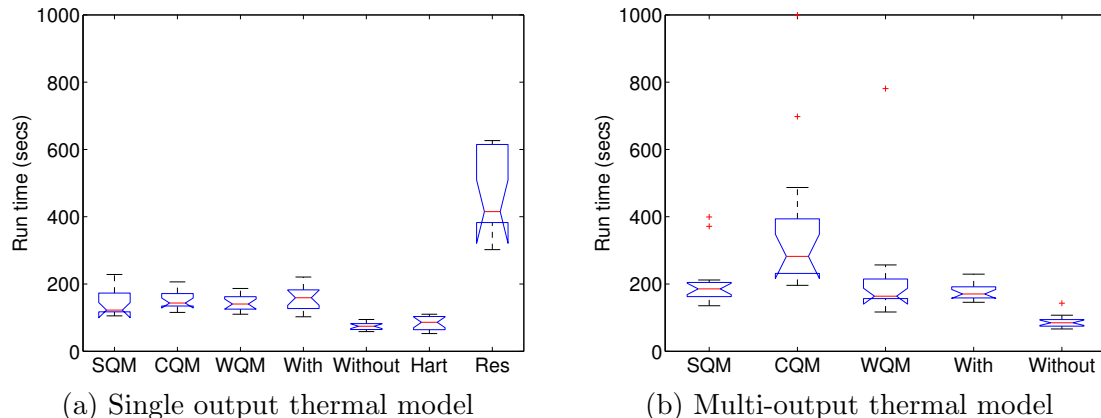 1000
800
600
400
200
0
Run time (secs)
SQM CQM WQM With Without Hart Res
(a) Single output thermal model
1000
800
600
400
200
0
Run time (secs)
SQM CQM WQM With Without
(b) Multi-output thermal model